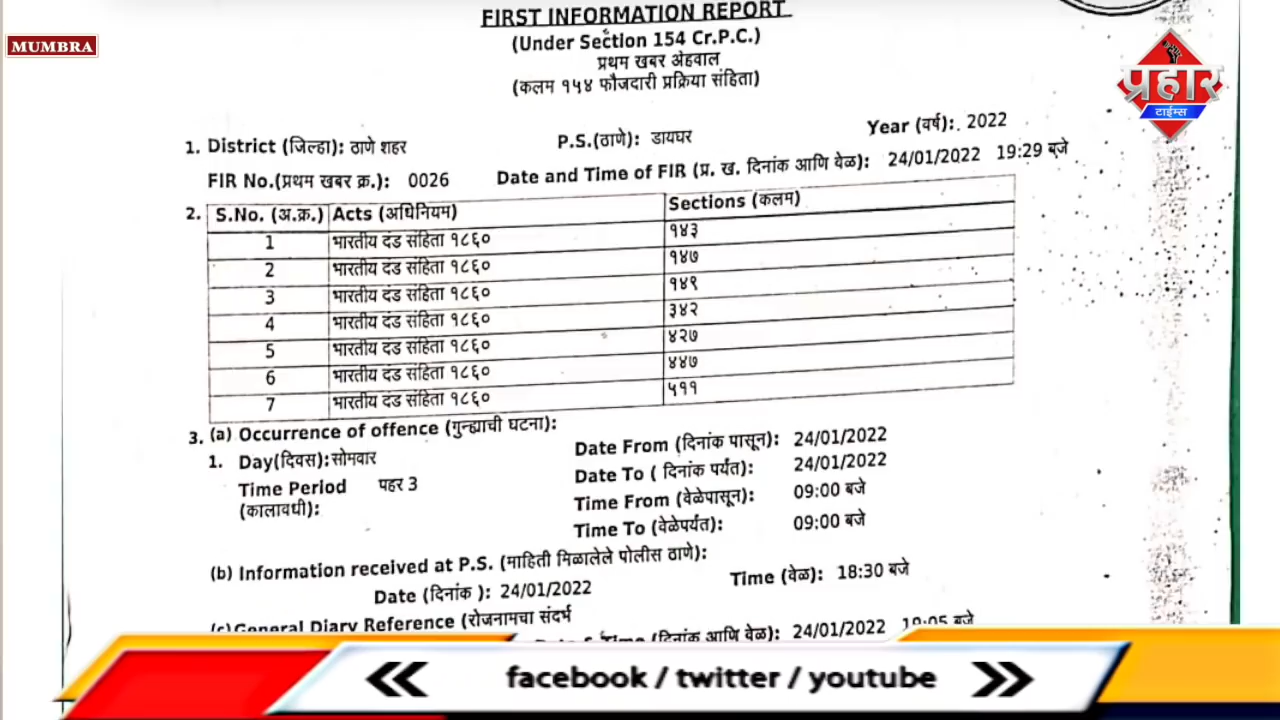 FIRST INFORMATION REPORT
(Under Section 154 Cr.P.C.)
प्रथम खबर अहवाल
(कलम १५४ फौजदारी प्रक्रिया संहिता)
MUMBRA
प्रहार
टाईम्स
1. District (जिल्हा): ठाणे शहर P.S.(ठाणे): डायघर Year (वर्ष): 2022
FIR No.(प्रथम खबर क्र.): 0026 Date and Time of FIR (प्र. ख. दिनांक आणि वेळ): 24/01/2022 19:29 बजे
2. S.No. (अ.क्र.) Acts (अधिनियम) Sections (कलम)
1 भारतीय दंड संहिता १८६० १४३
2 भारतीय दंड संहिता १८६० १४७
3 भारतीय दंड संहिता १८६० १४९
4 भारतीय दंड संहिता १८६० ३४२
5 भारतीय दंड संहिता १८६० ४२७
6 भारतीय दंड संहिता १८६० ४४७
7 भारतीय दंड संहिता १८६० ५११
3. (a) Occurrence of offence (गुन्ह्याची घटना):
1. Day(दिवस):सोमवार Date From (दिनांक पासून): 24/01/2022
Date To ( दिनांक पर्यंत): 24/01/2022
Time Period पहर 3 Time From (वेळेपासून): 09:00 बजे
(कालावधी): Time To (वेळेपर्यंत): 09:00 बजे
(b) Information received at P.S. (माहिती मिळालेले पोलीस ठाणे):
Date (दिनांक ): 24/01/2022 Time (वेळ): 18:30 बजे
(c)General Diary Reference (रोजनामचा संदर्भ
Time (दिनांक आणि वेळ): 24/01/2022 19:05 बजे
facebook / twitter / youtube